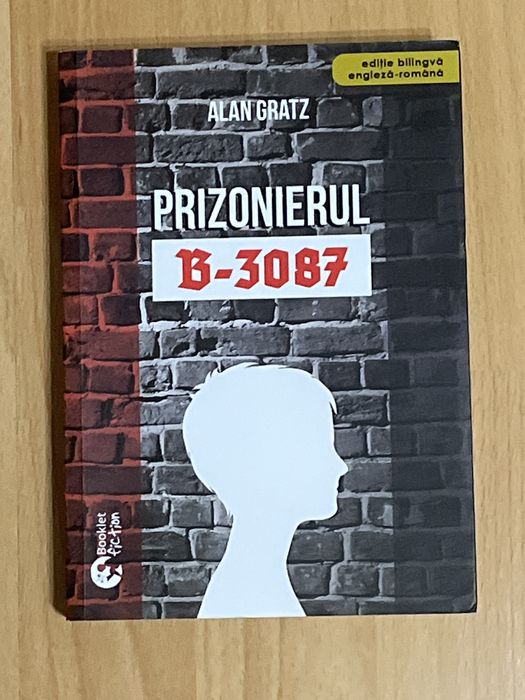 ediție bilingvă
engleză-română
ALAN GRATZ
PRIZONIERUL
B-3087
Booklet
fiction